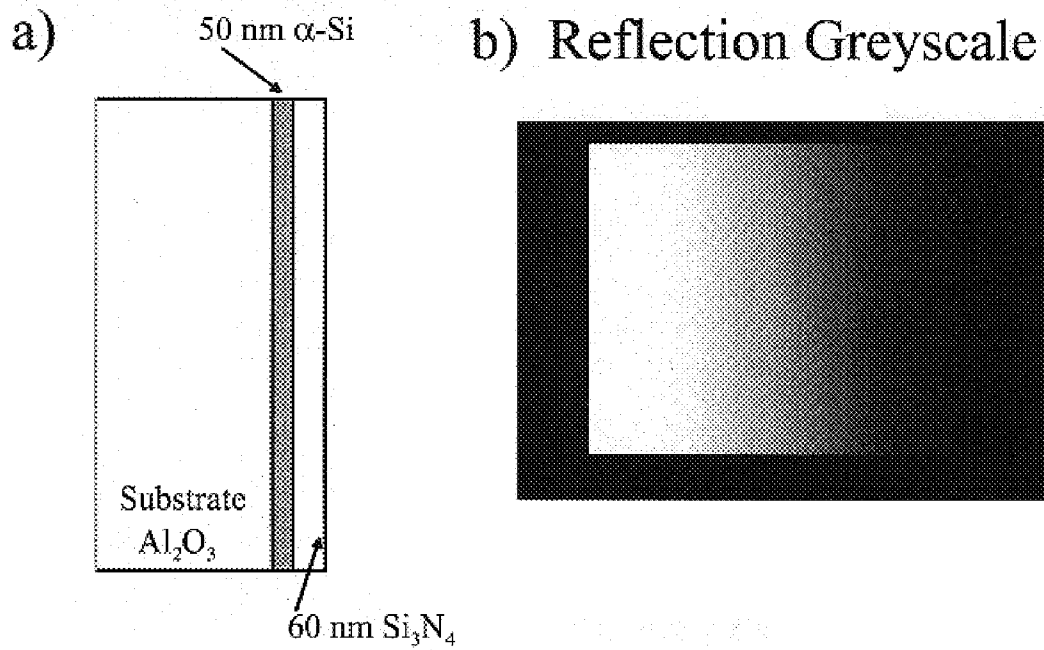 a)
50 nm α-Si
Substrate
Al₂O₃
60 nm Si₃N₄
b) Reflection Greyscale